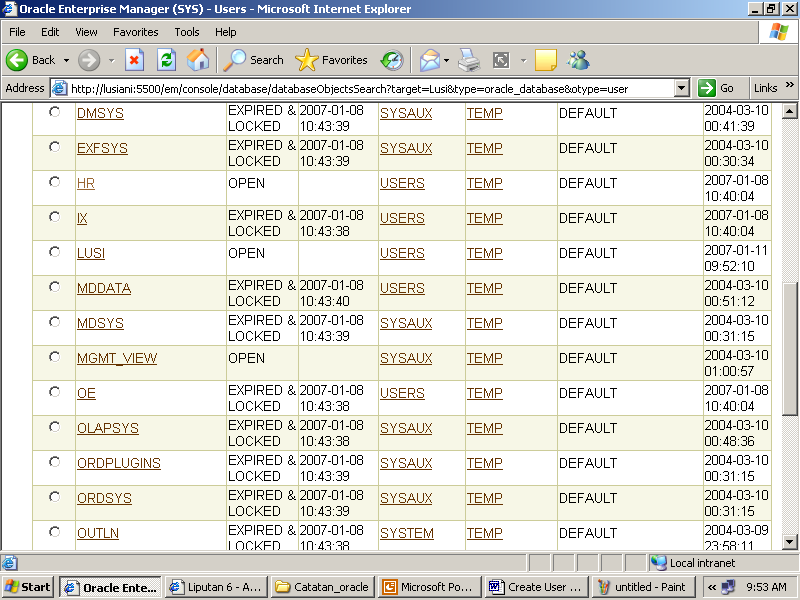 Oracle Enterprise Manager (SYS) - Users - Microsoft Internet Explorer
File Edit View Favorites Tools Help
Back Search Favorites
Address http://lusiani:5500/em/console/database/databaseObjectsSearch?target=Lusi&type=oracle_database&otype=user Go Links »
DMSYS EXPIRED & 2007-01-08 SYSAUX TEMP DEFAULT 2004-03-10
LOCKED 10:43:39 00:41:39
EXFSYS EXPIRED & 2007-01-08 SYSAUX TEMP DEFAULT 2004-03-10
LOCKED 10:43:39 00:30:34
HR OPEN USERS TEMP DEFAULT 2007-01-08
10:40:04
IX EXPIRED & 2007-01-08 USERS TEMP DEFAULT 2007-01-08
LOCKED 10:43:38 10:40:04
LUSI OPEN USERS TEMP DEFAULT 2007-01-11
09:52:10
MDDATA EXPIRED & 2007-01-08 USERS TEMP DEFAULT 2004-03-10
LOCKED 10:43:40 00:51:12
MDSYS EXPIRED & 2007-01-08 SYSAUX TEMP DEFAULT 2004-03-10
LOCKED 10:43:39 00:31:15
MGMT_VIEW OPEN SYSAUX TEMP DEFAULT 2004-03-10
01:00:57
OE EXPIRED & 2007-01-08 USERS TEMP DEFAULT 2007-01-08
LOCKED 10:43:38 10:40:04
OLAPSYS EXPIRED & 2007-01-08 SYSAUX TEMP DEFAULT 2004-03-10
LOCKED 10:43:38 00:48:36
ORDPLUGINS EXPIRED & 2007-01-08 SYSAUX TEMP DEFAULT 2004-03-10
LOCKED 10:43:39 00:31:15
ORDSYS EXPIRED & 2007-01-08 SYSAUX TEMP DEFAULT 2004-03-10
LOCKED 10:43:39 00:31:15
OUTLN EXPIRED & 2007-01-08 SYSTEM TEMP DEFAULT 2004-03-09
LOCKED 10:43:38 23:58:11
Local intranet
Start Oracle Ente... Liputan 6 - A... Catatan_oracle Microsoft Po... Create User ... untitled - Paint « 9:53 AM